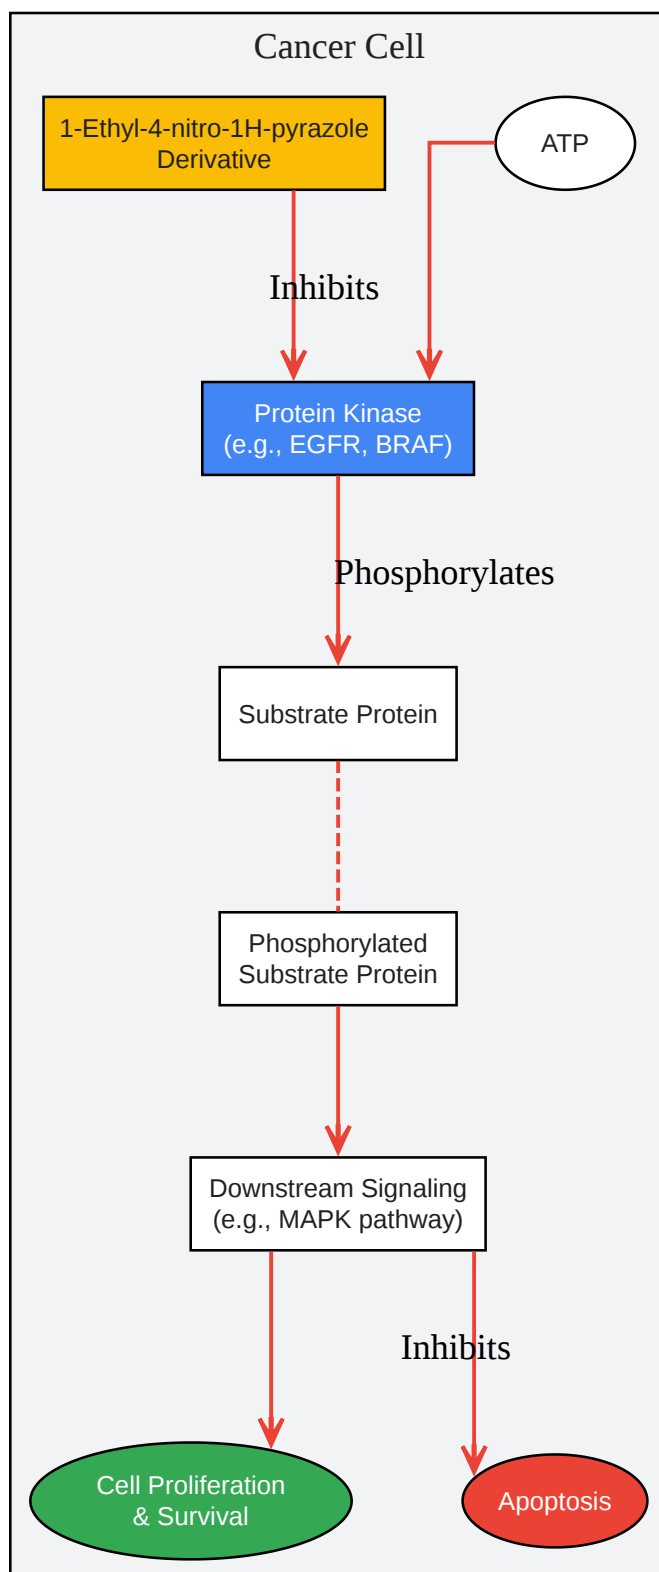 Cancer Cell
1-Ethyl-4-nitro-1H-pyrazole
Derivative
ATP
Inhibits
Protein Kinase
(e.g., EGFR, BRAF)
Phosphorylates
Substrate Protein
Phosphorylated
Substrate Protein
Downstream Signaling
(e.g., MAPK pathway)
Inhibits
Cell Proliferation
& Survival
Apoptosis